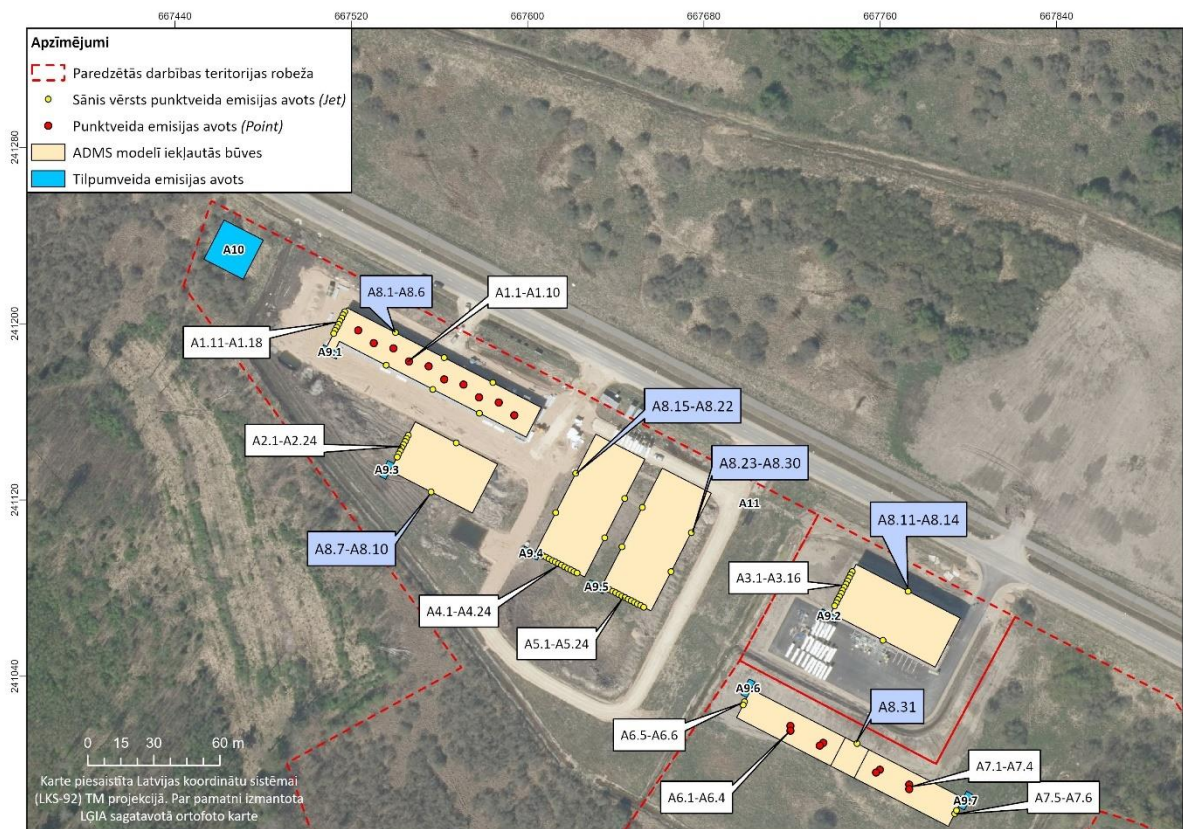 667440
667520
667600
667680
667760
667840
Apzīmējumi
Paredzētās darbības teritorijas robeža
Sānis vērsts punktveida emisijas avots (Jet)
Punktveida emisijas avots (Point)
ADMS modelī iekļautās būves
Tilpumveida emisijas avots
241280
241200
241120
241040
A10
A8.1-A8.6
A1.1-A1.10
A1.11-A1.18
A9.1
A8.15-A8.22
A2.1-A2.24
A9.3
A8.23-A8.30
A11
A8.7-A8.10
A8.11-A8.14
A9.4
A3.1-A3.16
A9.5
A4.1-A4.24
A9.2
A5.1-A5.24
A9.6
A8.31
A6.5-A6.6
A7.1-A7.4
A6.1-A6.4
A9.7
A7.5-A7.6
0 15 30 60 m
Karte piesaistīta Latvijas koordinātu sistēmai
(LKS-92) TM projekcijā. Par pamatni izmantota
LGIA sagatavotā ortofoto karte